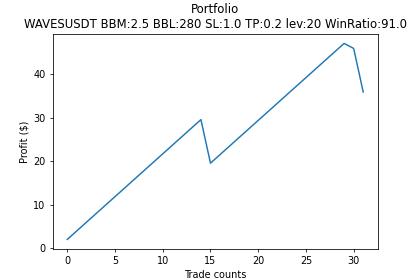 Portfolio
WAVESUSDT BBM:2.5 BBL:280 SL:1.0 TP:0.2 lev:20 WinRatio:91.0
Profit ($)
40
30
20
10
0
0 5 10 15 20 25 30
Trade counts